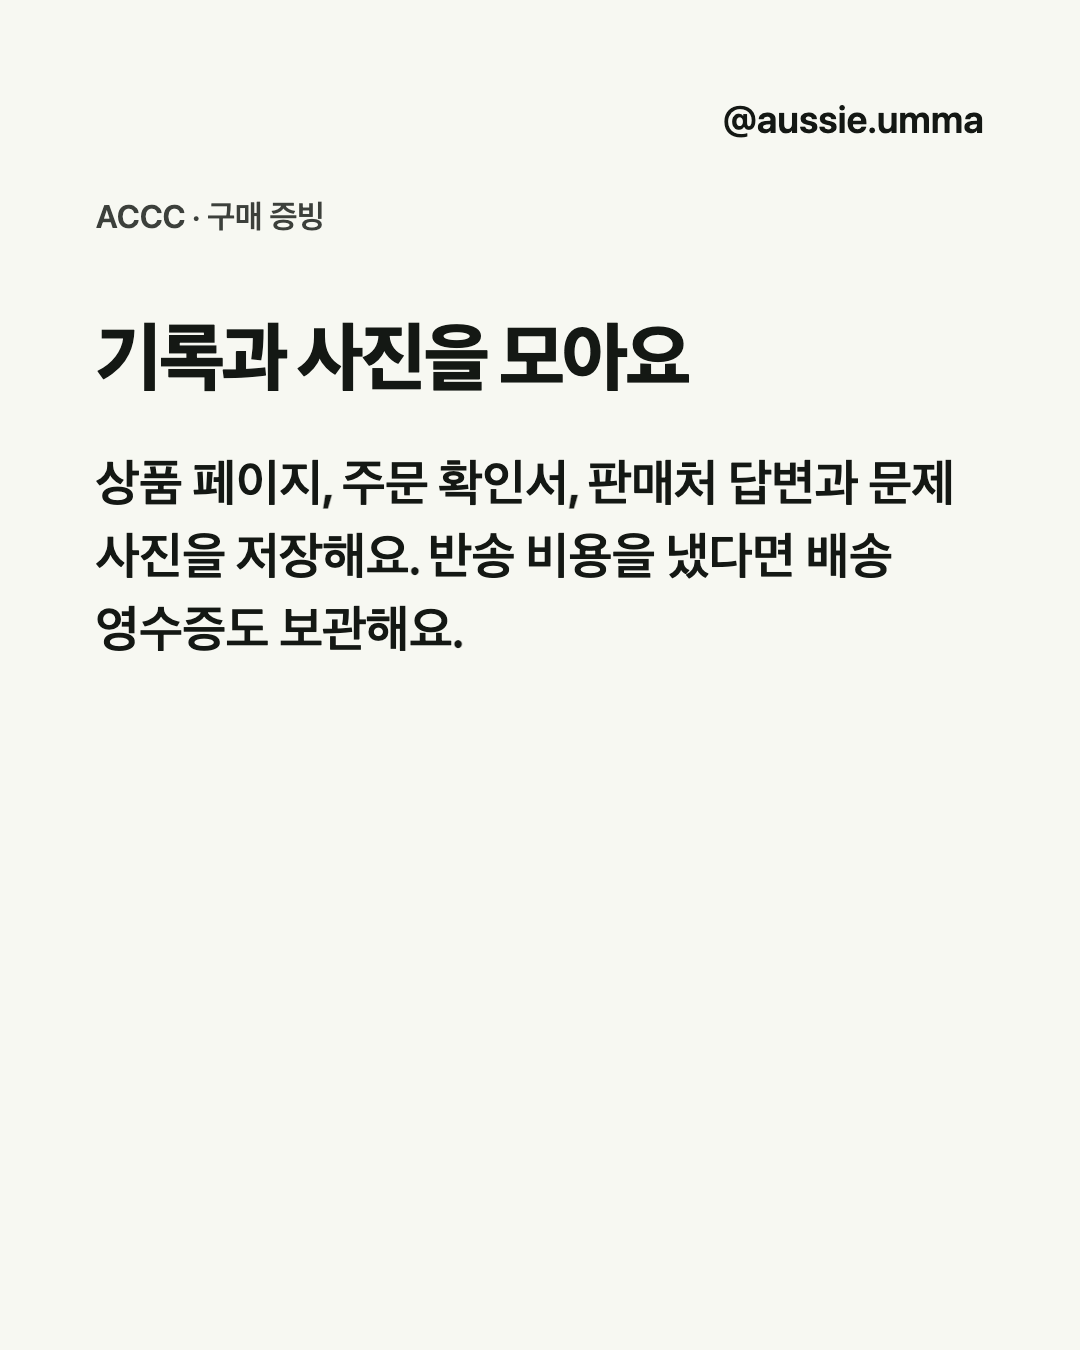 @aussie.umma
ACCC · 구매 증빙
기록과 사진을 모아요
상품 페이지, 주문 확인서, 판매처 답변과 문제
사진을 저장해요. 반송 비용을 냈다면 배송
영수증도 보관해요.